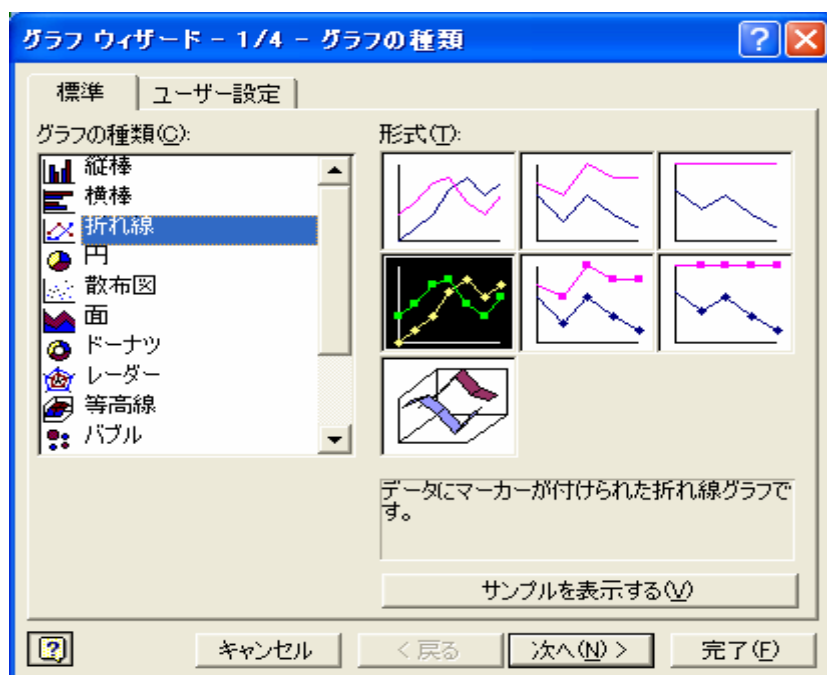 グラフ ウィザード - 1/4 - グラフの種類
標準
ユーザー設定
グラフの種類(C):
縦棒
横棒
折れ線
円
散布図
面
ドーナツ
レーダー
等高線
バブル
形式(T):
データにマーカーが付けられた折れ線グラフで
す。
サンプルを表示する(V)
キャンセル
< 戻る
次へ(N) >
完了(F)